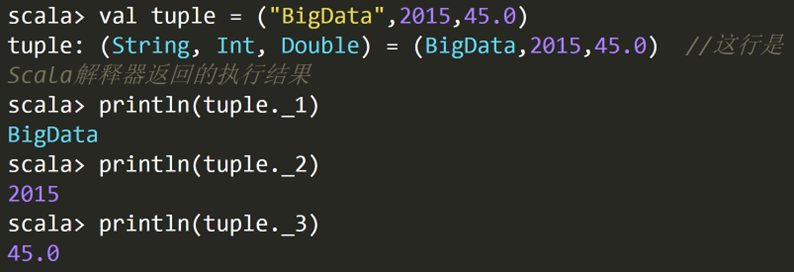 scala> val tuple = ("BigData",2015,45.0)
tuple: (String, Int, Double) = (BigData,2015,45.0)  //这行是
Scala解释器返回的执行结果
scala> println(tuple._1)
BigData
scala> println(tuple._2)
2015
scala> println(tuple._3)
45.0